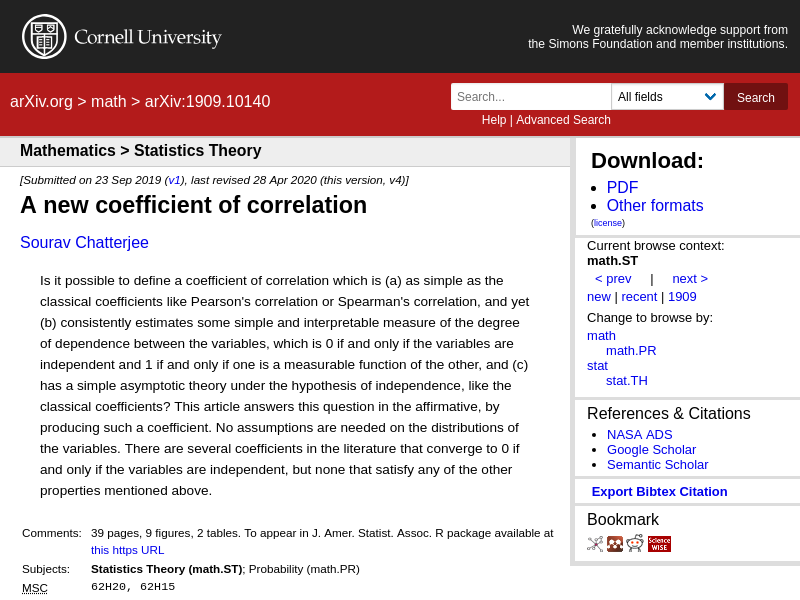 Cornell University
We gratefully acknowledge support from
the Simons Foundation and member institutions.
arXiv.org > math > arXiv:1909.10140
Search...
All fields
Search
Help | Advanced Search
Mathematics > Statistics Theory
[Submitted on 23 Sep 2019 (v1), last revised 28 Apr 2020 (this version, v4)]
A new coefficient of correlation
Sourav Chatterjee
Is it possible to define a coefficient of correlation which is (a) as simple as the
classical coefficients like Pearson's correlation or Spearman's correlation, and yet
(b) consistently estimates some simple and interpretable measure of the degree
of dependence between the variables, which is 0 if and only if the variables are
independent and 1 if and only if one is a measurable function of the other, and (c)
has a simple asymptotic theory under the hypothesis of independence, like the
classical coefficients? This article answers this question in the affirmative, by
producing such a coefficient. No assumptions are needed on the distributions of
the variables. There are several coefficients in the literature that converge to 0 if
and only if the variables are independent, but none that satisfy any of the other
properties mentioned above.
Comments: 39 pages, 9 figures, 2 tables. To appear in J. Amer. Statist. Assoc. R package available at
this https URL
Subjects: Statistics Theory (math.ST); Probability (math.PR)
MSC 62H20, 62H15
Download:
PDF
Other formats
(license)
Current browse context:
math.ST
< prev | next >
new | recent | 1909
Change to browse by:
math
math.PR
stat
stat.TH
References & Citations
NASA ADS
Google Scholar
Semantic Scholar
Export Bibtex Citation
Bookmark
Science
WISE